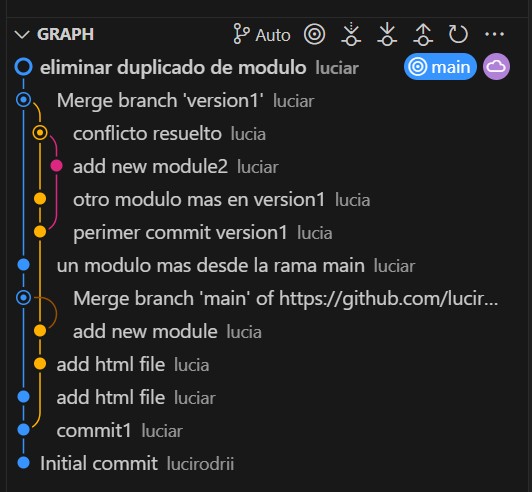 GRAPH Auto
eliminar duplicado de modulo luciar main
Merge branch 'version1' luciar
conflicto resuelto lucia
add new module2 luciar
otro modulo mas en version1 lucia
perimer commit version1 lucia
un modulo mas desde la rama main luciar
Merge branch 'main' of https://github.com/lucir...
add new module lucia
add html file lucia
add html file luciar
commit1 luciar
Initial commit lucirodrii